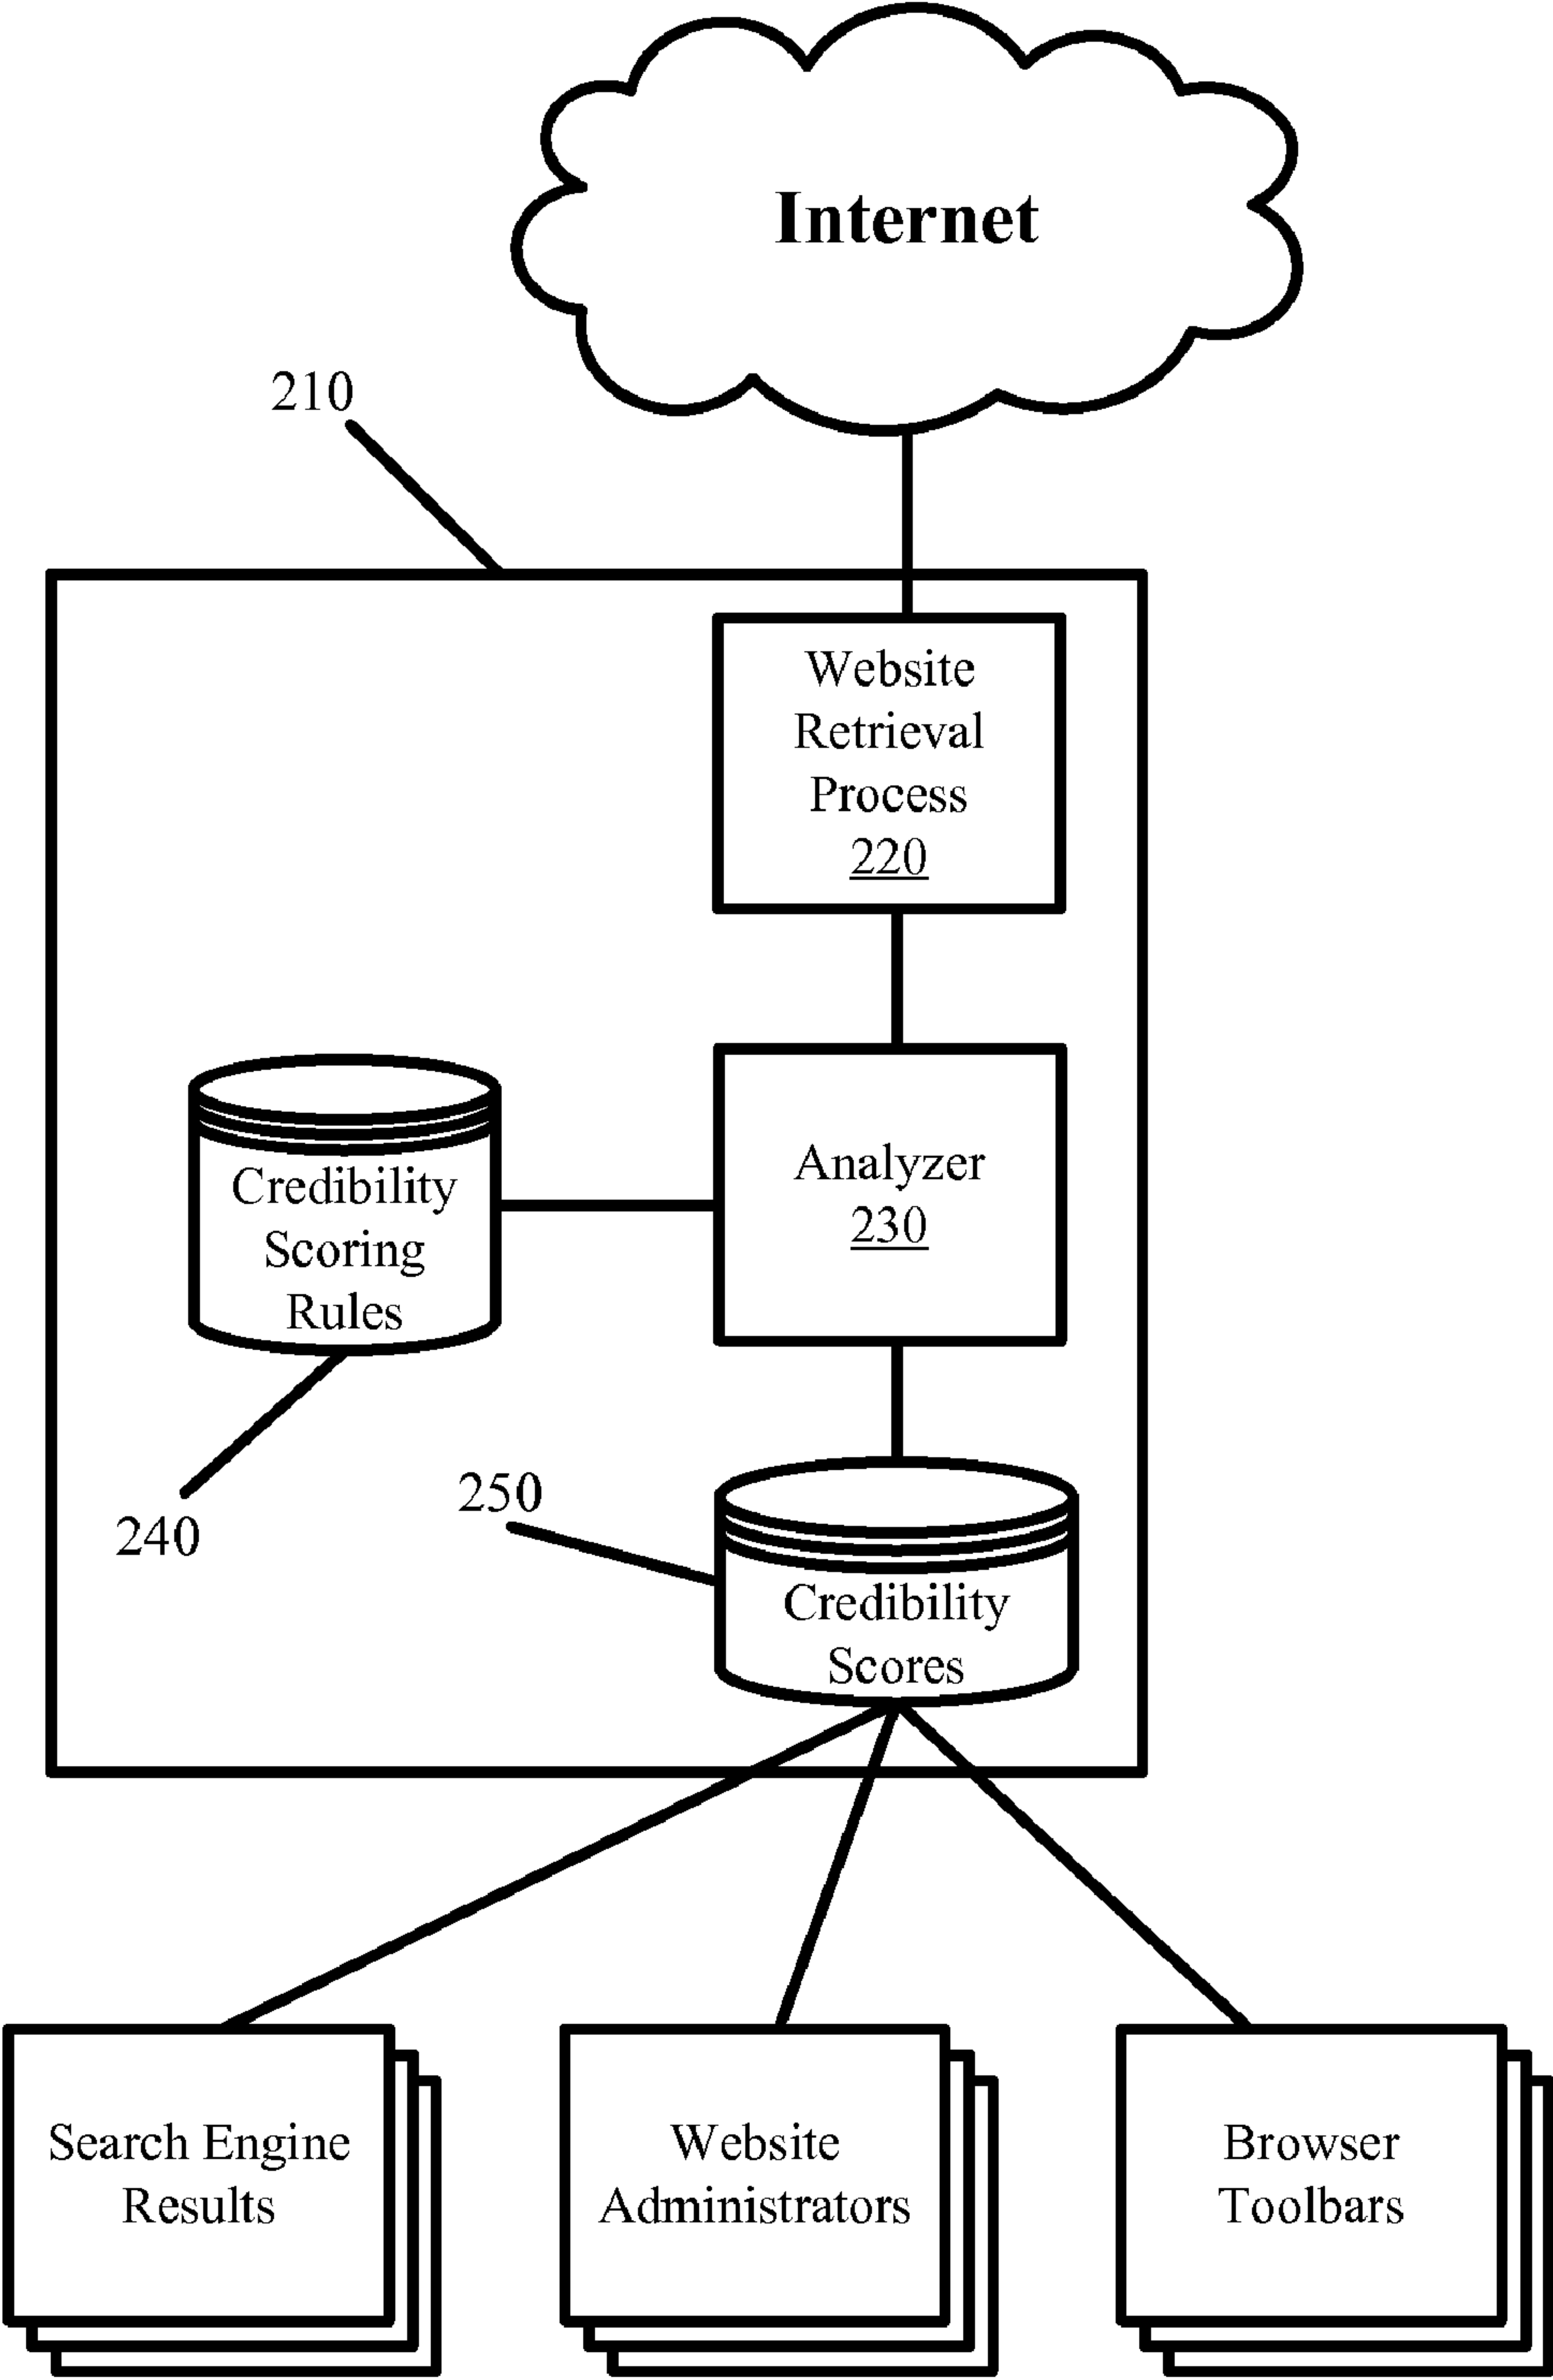 Internet
210
Website
Retrieval
Process
220
Credibility
Scoring
Rules
Analyzer
230
240
250
Credibility
Scores
Search Engine
Results
Website
Administrators
Browser
Toolbars